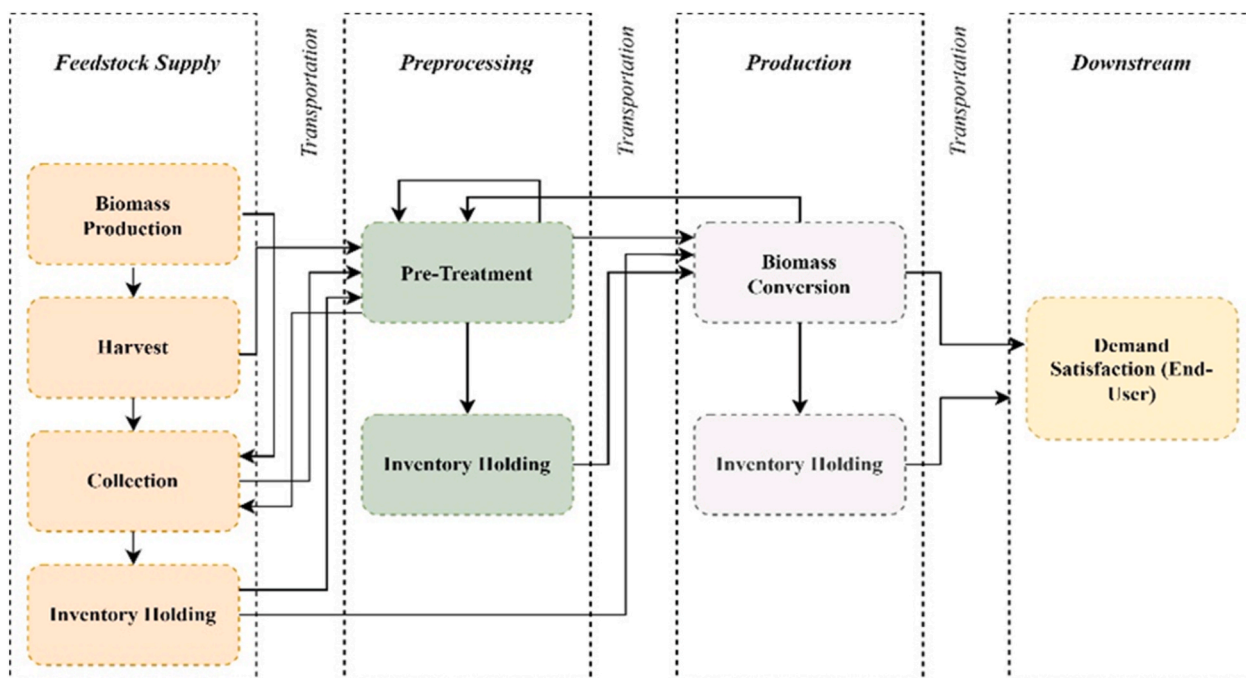 Feedstock Supply
Transportation
Preprocessing
Transportation
Production
Transportation
Downstream
Biomass
Production
Harvest
Collection
Inventory Holding
Pre-Treatment
Inventory Holding
Biomass
Conversion
Inventory Holding
Demand
Satisfaction (End-
User)